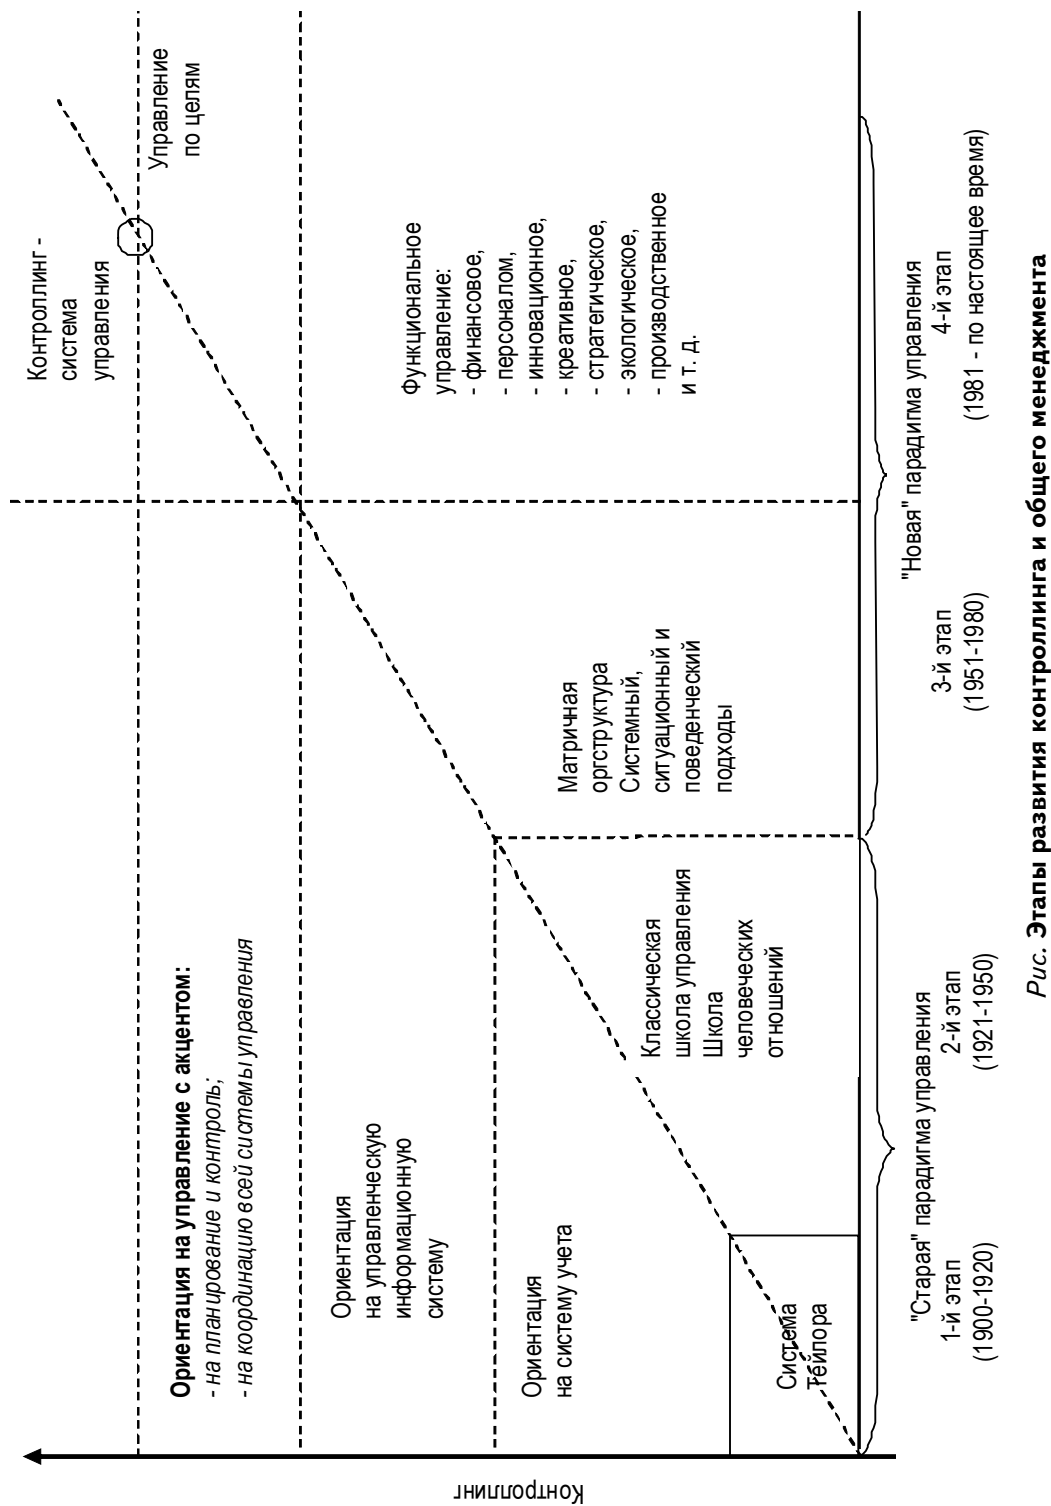 Контроллинг
Контроллинг -
система
управления
Управление
по целям
Ориентация на управление с акцентом:
- на планирование и контроль;
- на координацию всей системы управления
Ориентация
на управленческую
информационную
систему
Функциональное
управление:
- финансовое,
- персоналом,
- инновационное,
- креативное,
- стратегическое,
- экологическое,
- производственное
и т. д.
Ориентация
на систему учета
Матричная
оргструктура
Системный,
ситуационный и
поведенческий
подходы
Классическая
школа управления
Школа
человеческих
отношений
Система
Тейлора
"Старая" парадигма управления
"Новая" парадигма управления
1-й этап
(1900-1920)
2-й этап
(1921-1950)
3-й этап
(1951-1980)
4-й этап
(1981 - по настоящее время)
Рис. Этапы развития контроллинга и общего менеджмента